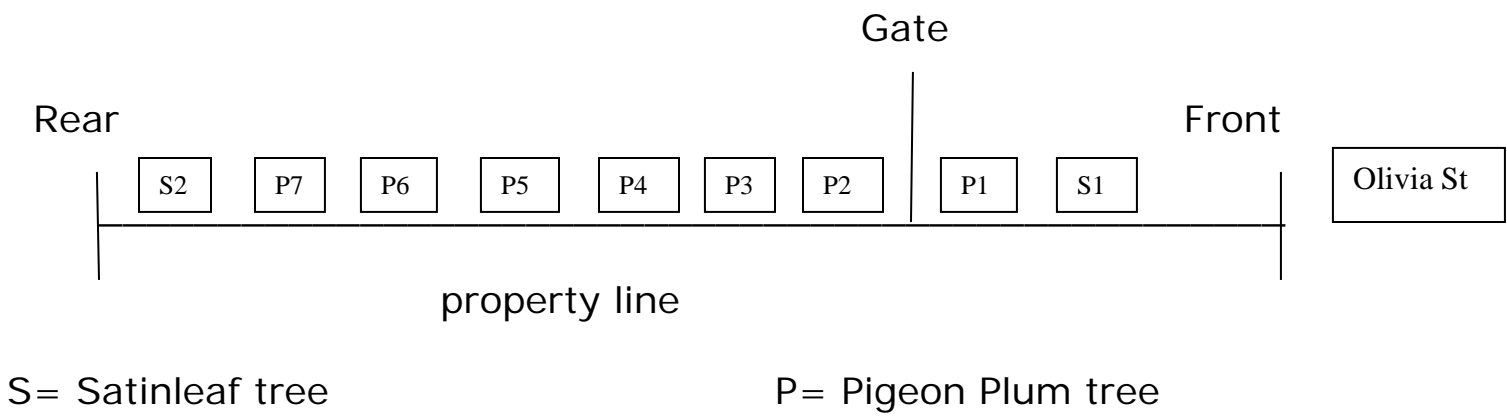 Gate
Rear Front
S2 P7 P6 P5 P4 P3 P2 P1 S1 Olivia St
property line
S= Satinleaf tree P= Pigeon Plum tree